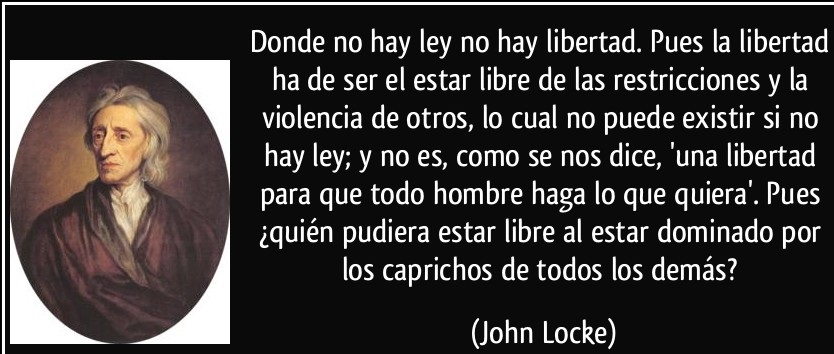 Donde no hay ley no hay libertad. Pues la libertad
ha de ser el estar libre de las restricciones y la
violencia de otros, lo cual no puede existir si no
hay ley; y no es, como se nos dice, 'una libertad
para que todo hombre haga lo que quiera'. Pues
¿quién pudiera estar libre al estar dominado por
los caprichos de todos los demás?
(John Locke)